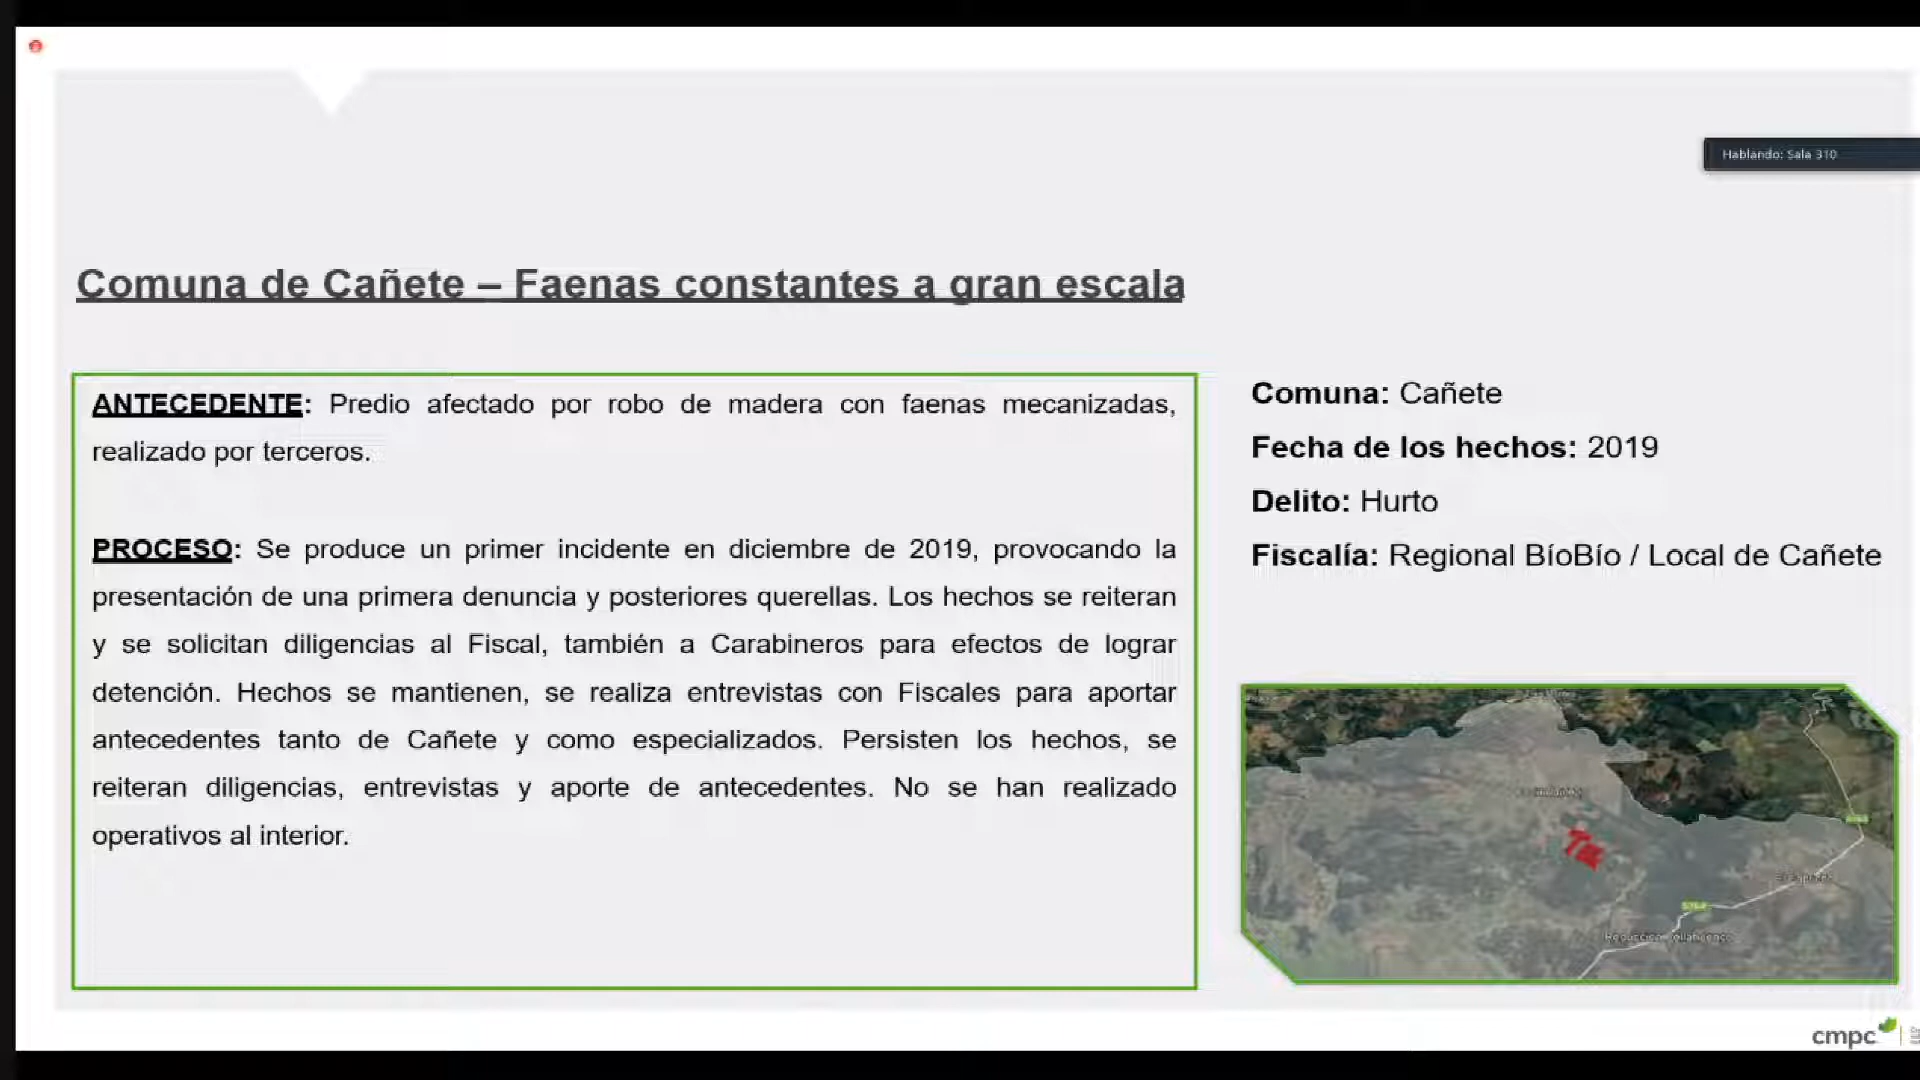 Hablando: Sala 310
Comuna de Cañete – Faenas constantes a gran escala
ANTECEDENTE: Predio afectado por robo de madera con faenas mecanizadas,
realizado por terceros.
PROCESO: Se produce un primer incidente en diciembre de 2019, provocando la
presentación de una primera denuncia y posteriores querellas. Los hechos se reiteran
y se solicitan diligencias al Fiscal, también a Carabineros para efectos de lograr
detención. Hechos se mantienen, se realiza entrevistas con Fiscales para aportar
antecedentes tanto de Cañete y como especializados. Persisten los hechos, se
reiteran diligencias, entrevistas y aporte de antecedentes. No se han realizado
operativos al interior.
Comuna: Cañete
Fecha de los hechos: 2019
Delito: Hurto
Fiscalía: Regional BíoBío / Local de Cañete
cmpc